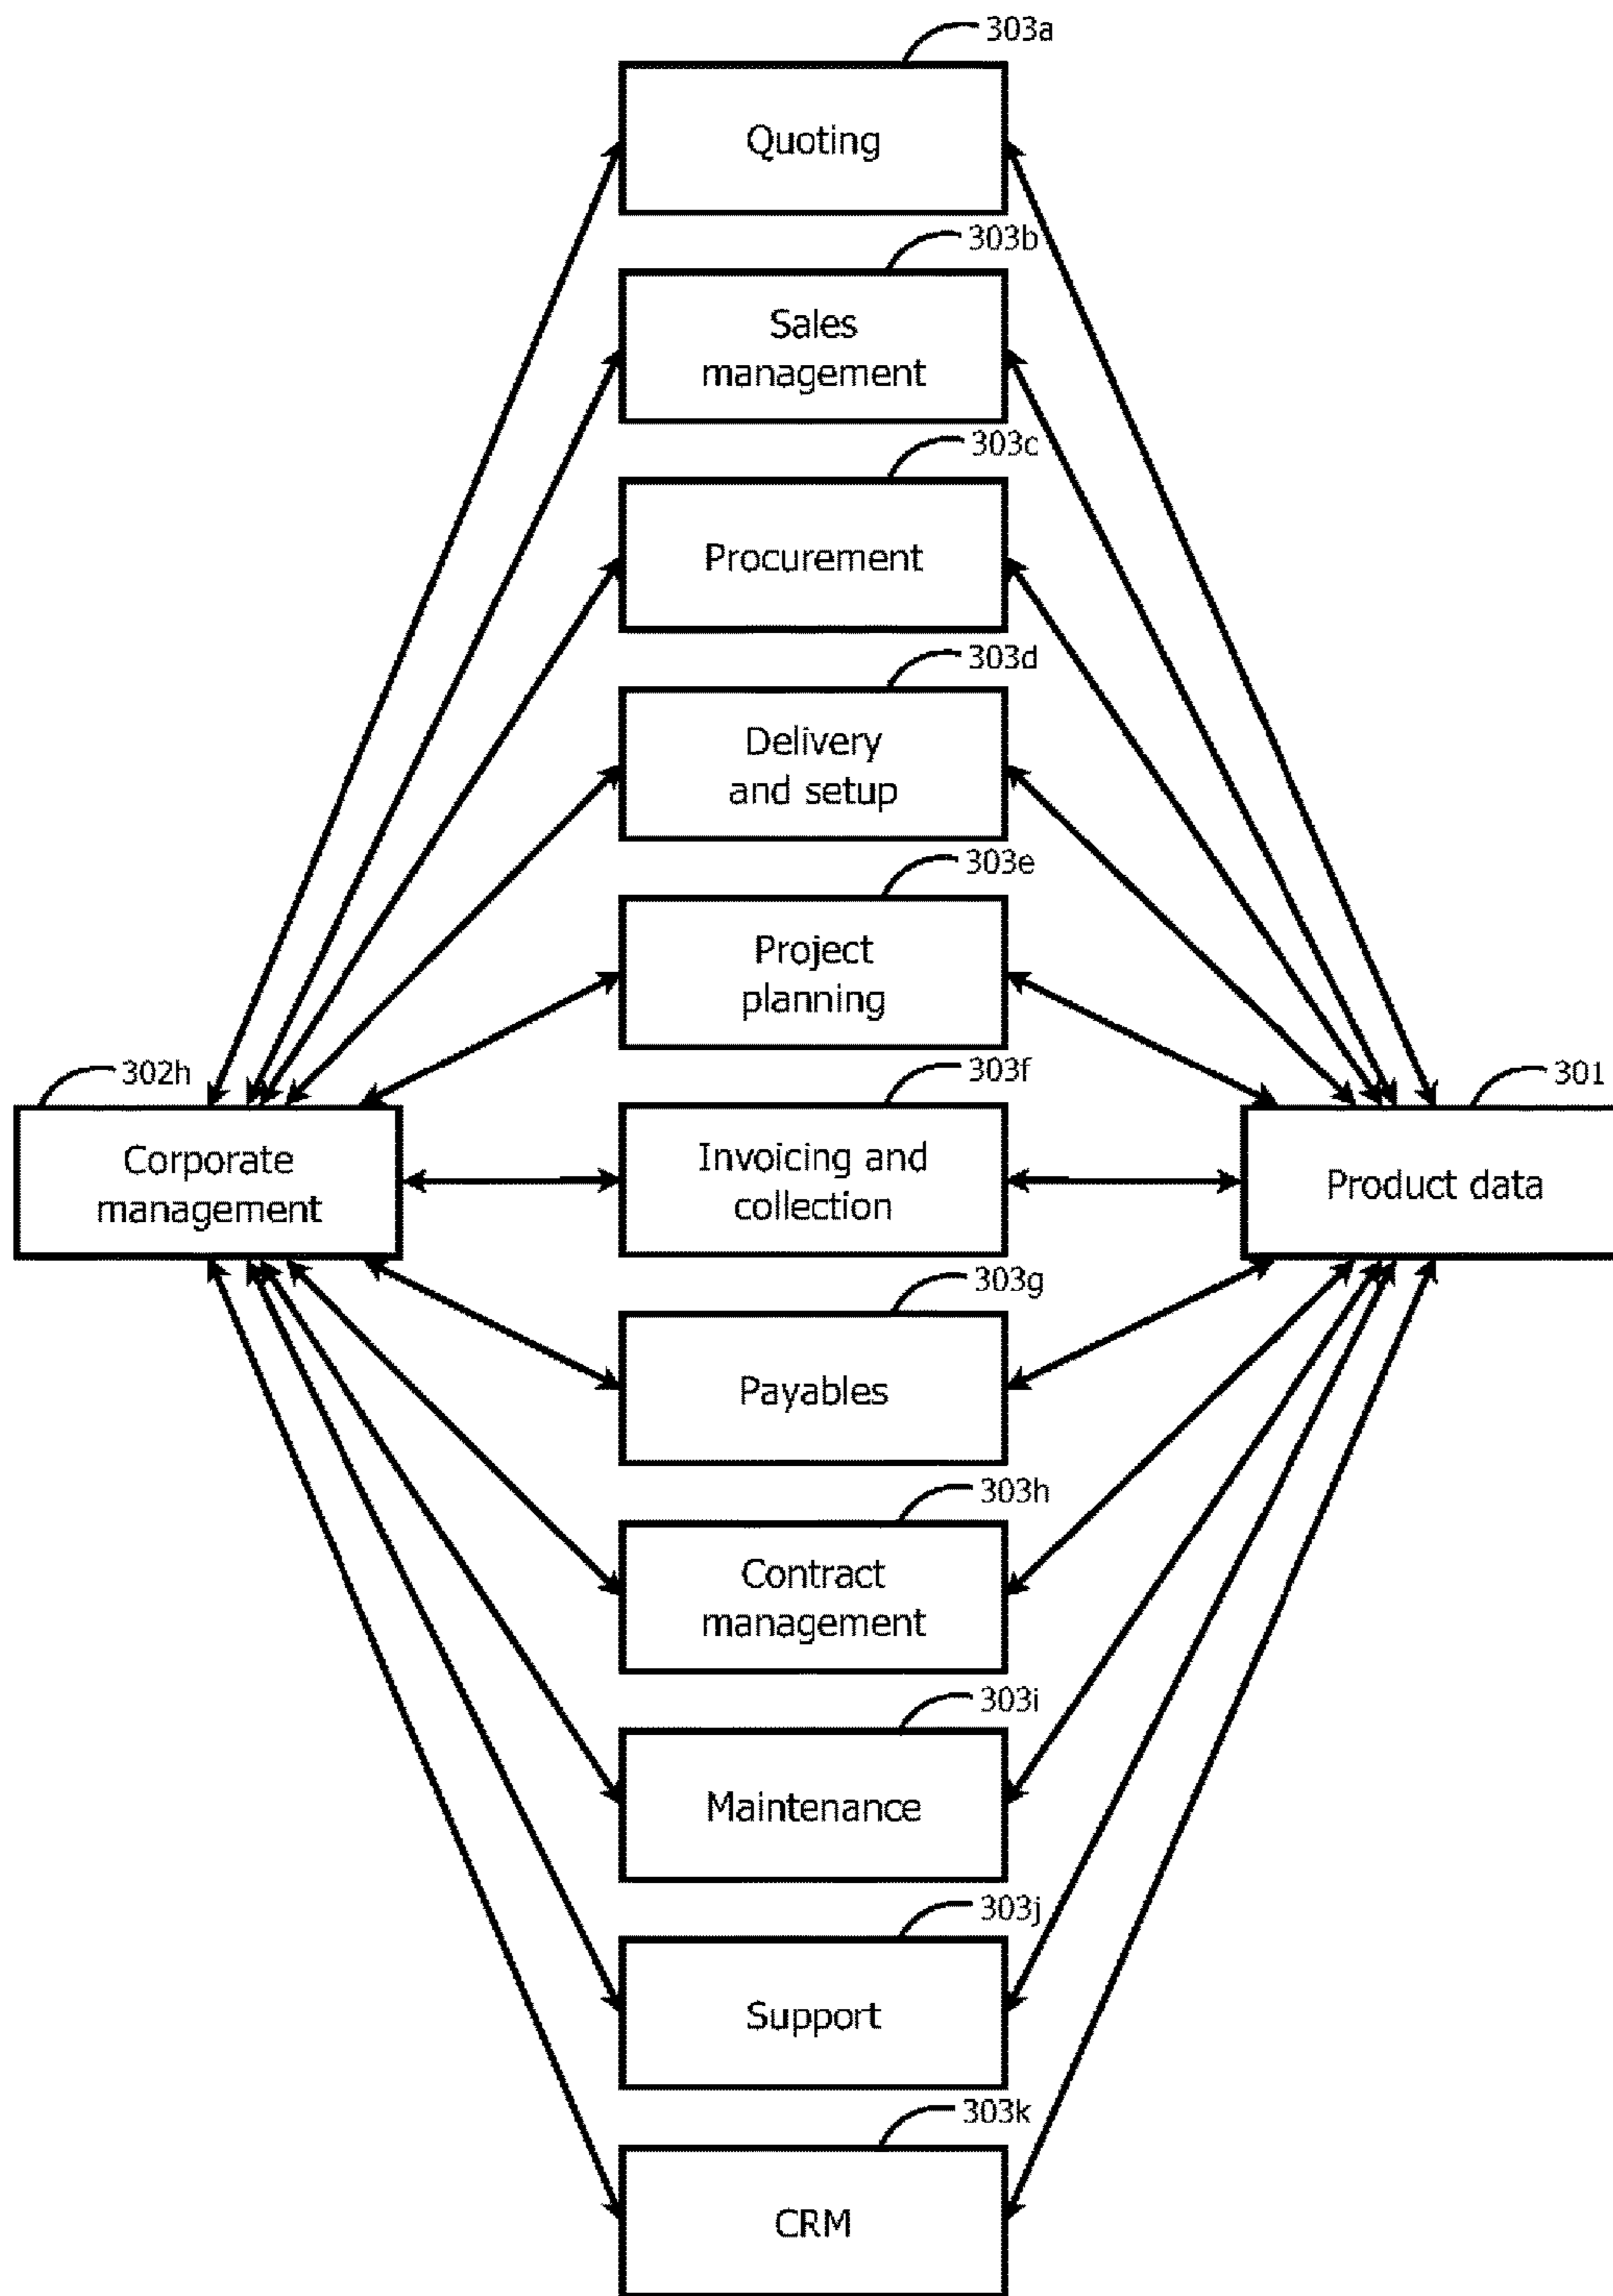 303a
Quoting
303b
Sales
management
303c
Procurement
303d
Delivery
and setup
303e
Project
planning
302h
303f
301
Corporate
management
Invoicing and
collection
Product data
303g
Payables
303h
Contract
management
303i
Maintenance
303j
Support
303k
CRM